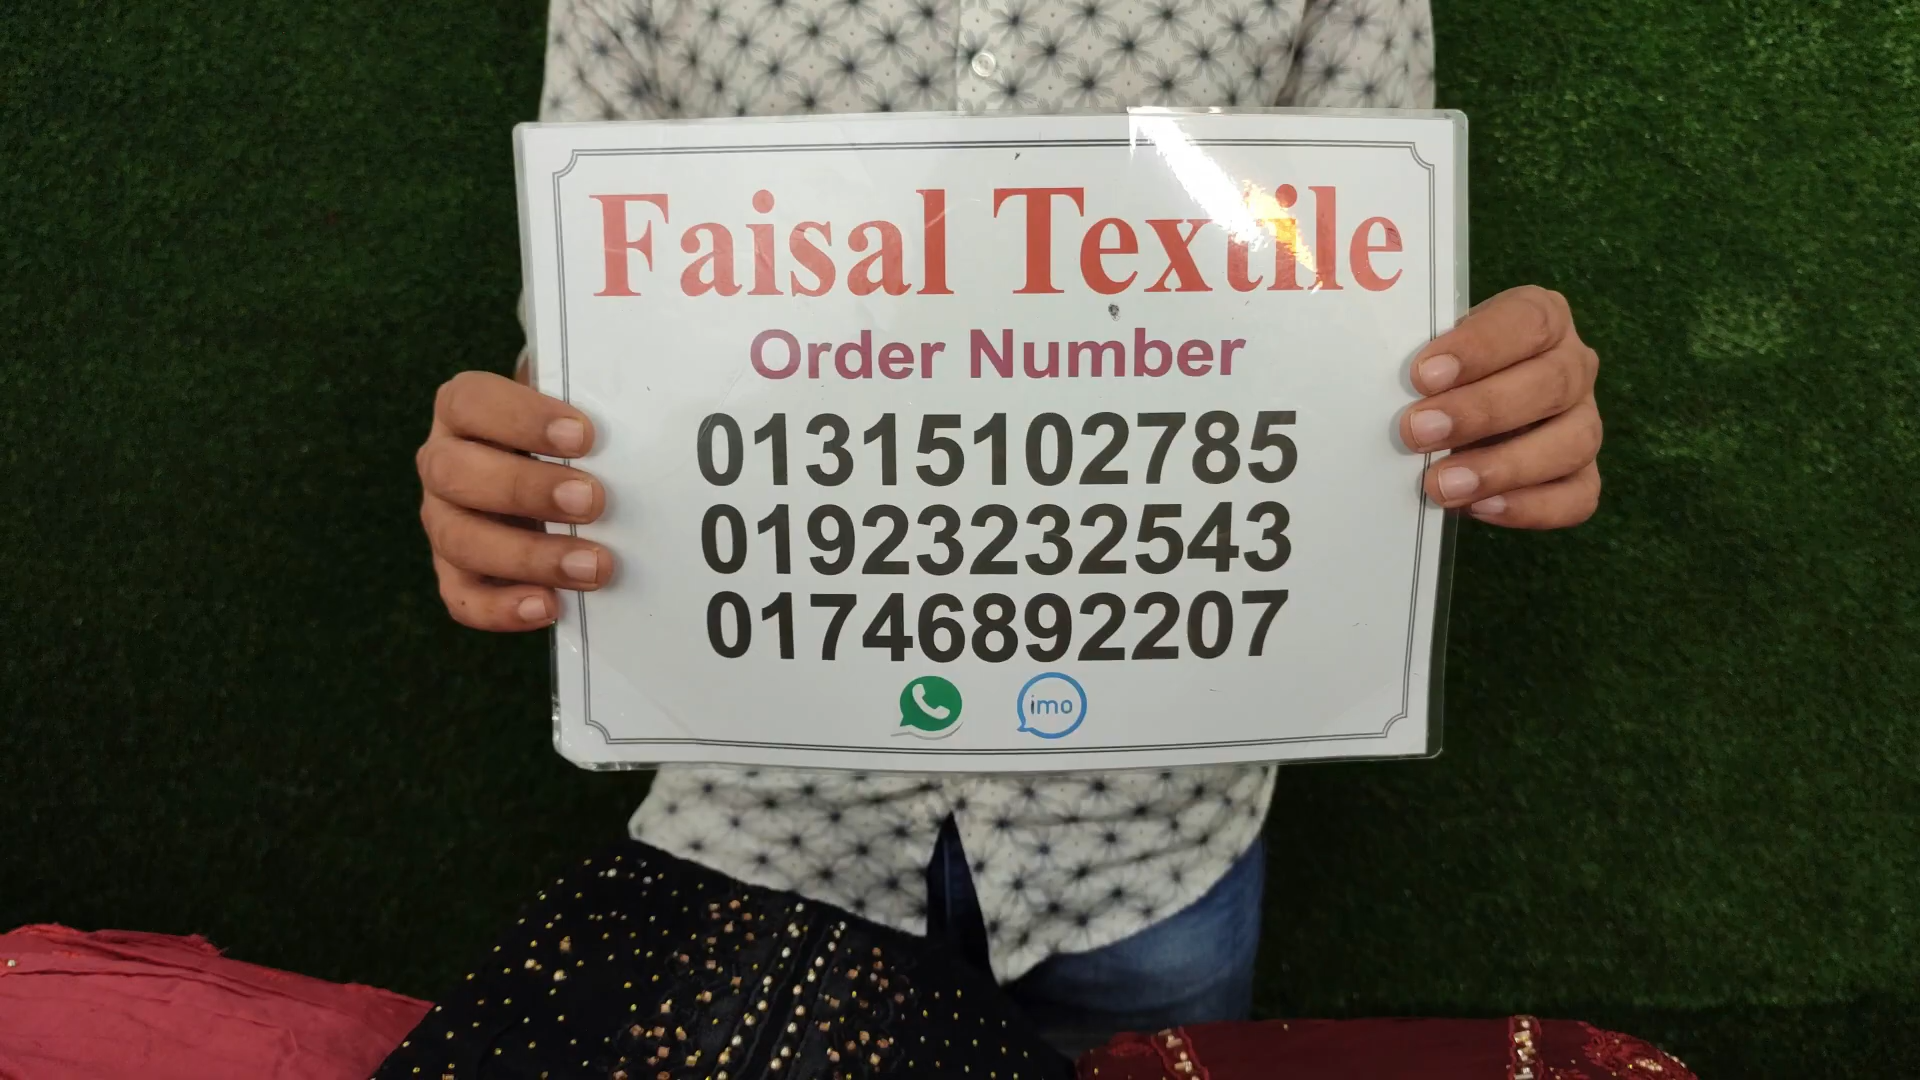 Faisal Textile
Order Number
01315102785
01923232543
01746892207
imo